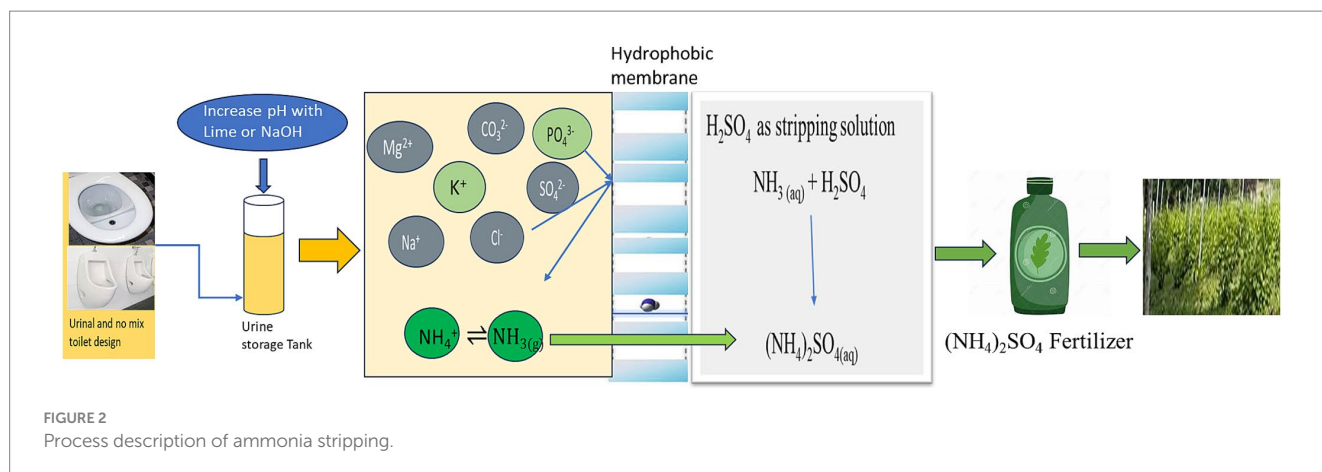 Increase pH with
Lime or NaOH
Urinal and no mix
toilet design
Urine
storage Tank
Mg²⁺
CO₃²⁻
PO₄³⁻
K⁺
SO₄²⁻
Na⁺
Cl⁻
NH₄⁺ ⇌ NH₃(g)
Hydrophobic
membrane
H₂SO₄ as stripping solution
NH₃ (aq) + H₂SO₄
(NH₄)₂SO₄(aq)
(NH₄)₂SO₄ Fertilizer
FIGURE 2
Process description of ammonia stripping.